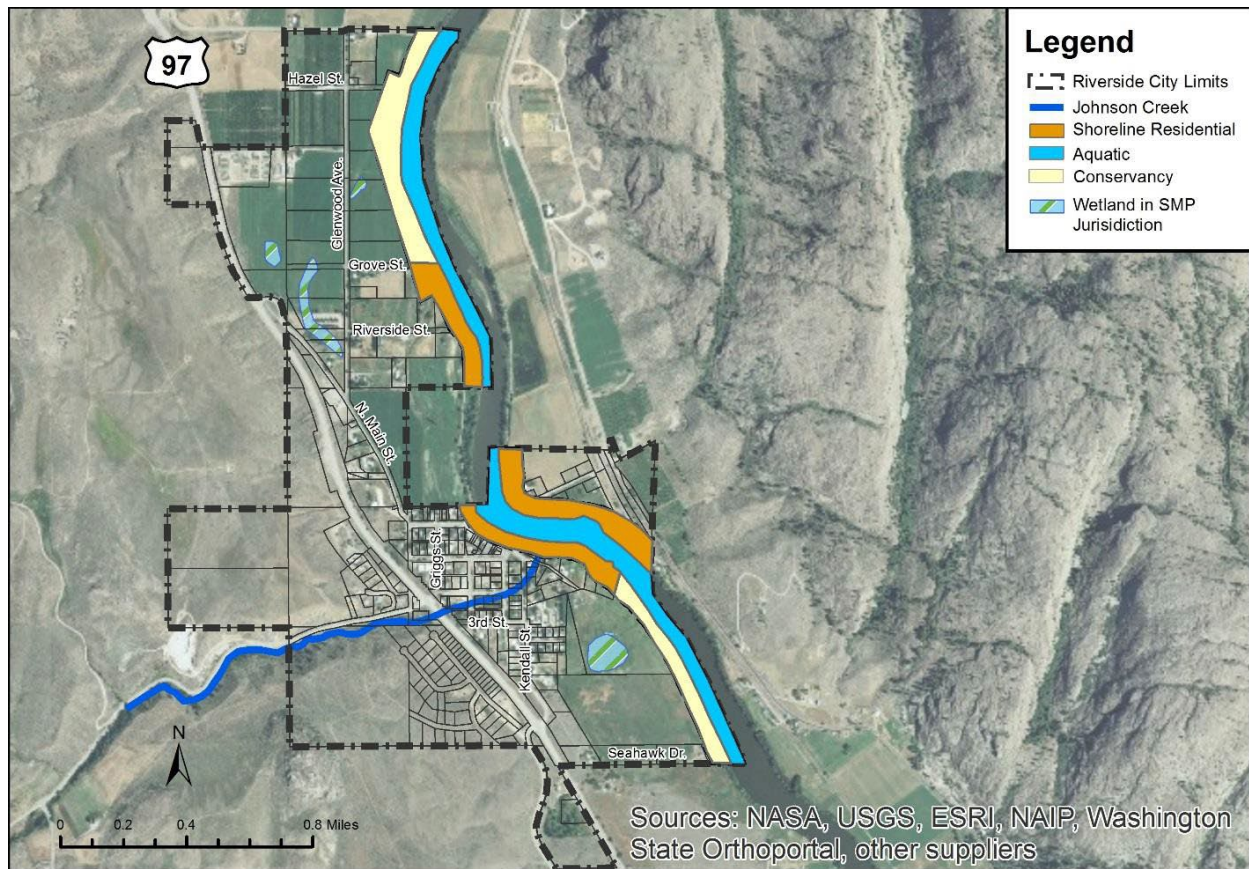 97
Hazel St.
Glenwood Ave.
Grove St.
Riverside St.
N. Main St.
Griggs St.
3rd St.
Kendall St.
Seahawk Dr.
Legend
Riverside City Limits
Johnson Creek
Shoreline Residential
Aquatic
Conservancy
Wetland in SMP
Jurisidiction
N
0 0.2 0.4 0.8 Miles
Sources: NASA, USGS, ESRI, NAIP, Washington
State Orthoportal, other suppliers